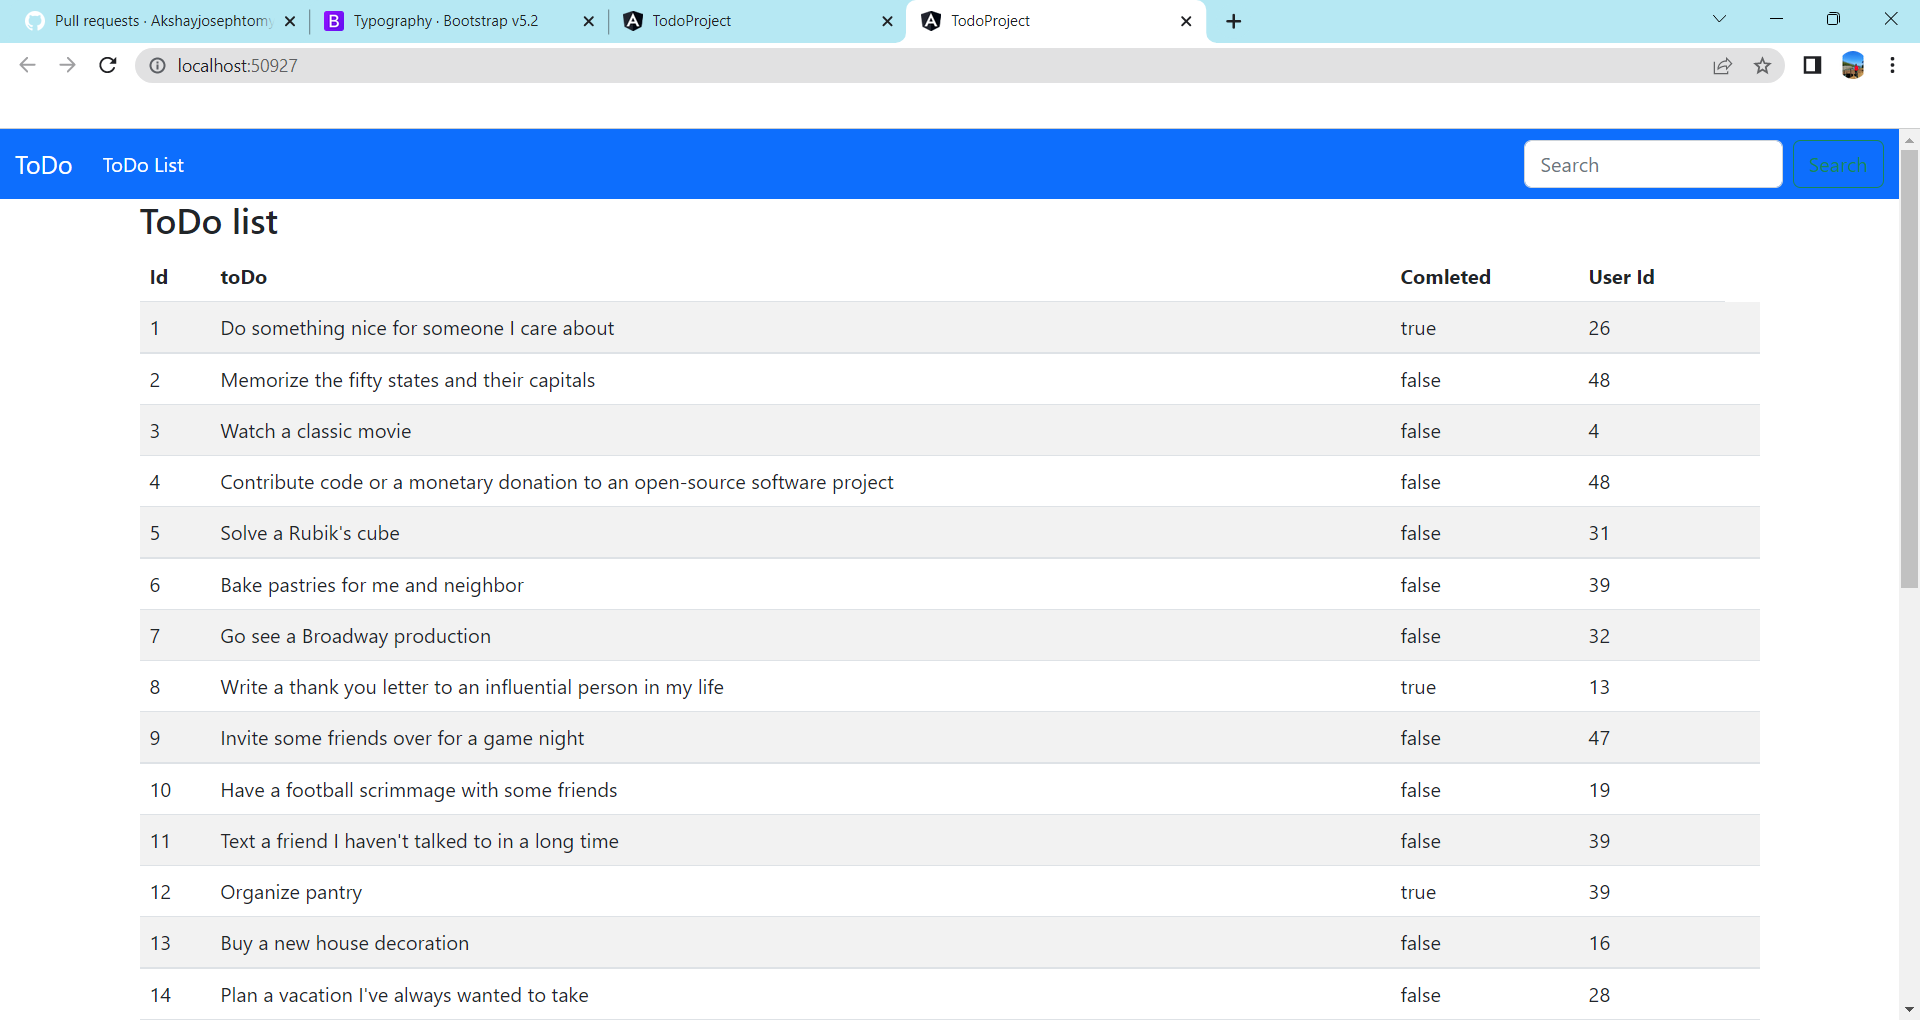 Pull requests · Akshayjosephtomy
Typography · Bootstrap v5.2
TodoProject
TodoProject
localhost:50927
ToDo ToDo List Search Search
ToDo list
Id toDo Comleted User Id
1 Do something nice for someone I care about true 26
2 Memorize the fifty states and their capitals false 48
3 Watch a classic movie false 4
4 Contribute code or a monetary donation to an open-source software project false 48
5 Solve a Rubik's cube false 31
6 Bake pastries for me and neighbor false 39
7 Go see a Broadway production false 32
8 Write a thank you letter to an influential person in my life true 13
9 Invite some friends over for a game night false 47
10 Have a football scrimmage with some friends false 19
11 Text a friend I haven't talked to in a long time false 39
12 Organize pantry true 39
13 Buy a new house decoration false 16
14 Plan a vacation I've always wanted to take false 28